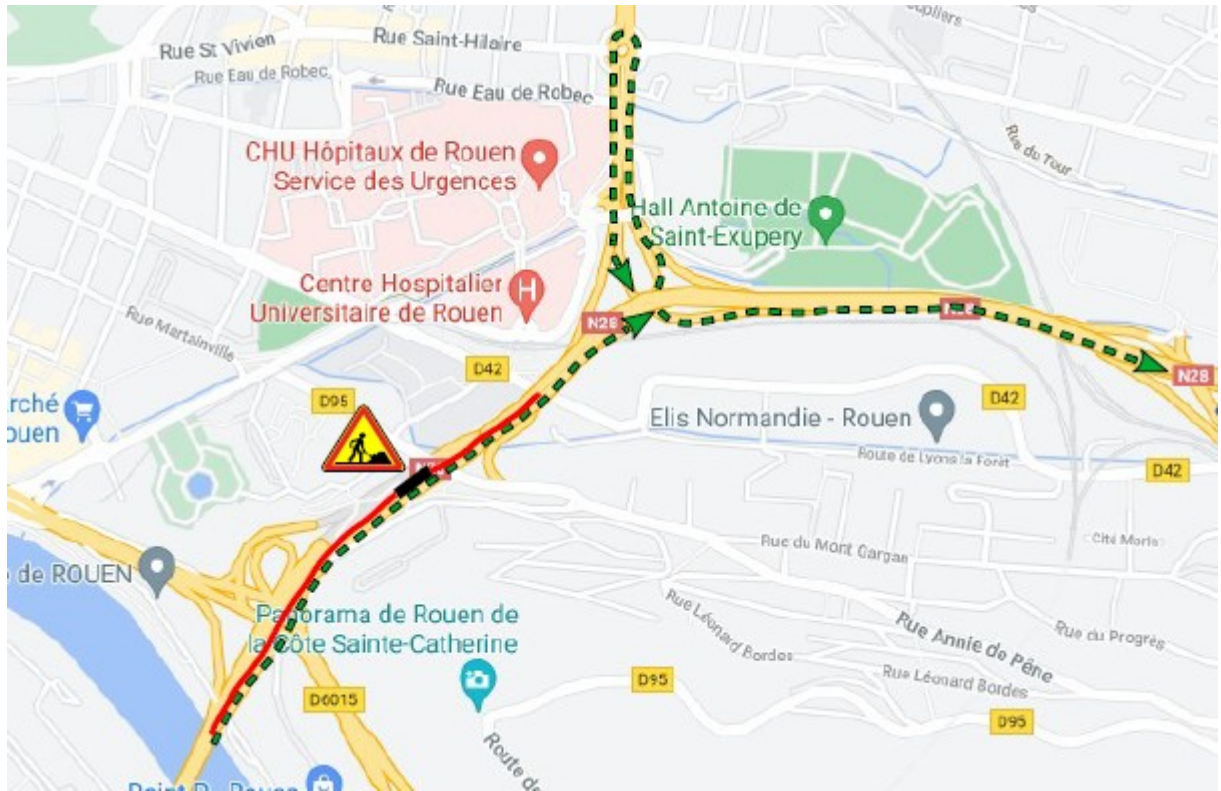 Rue St Vivien
Rue Saint-Hilaire
Rue Eau de Robec
Rue Eau de Robec
Rue du Tour
CHU Hôpitaux de Rouen
Service des Urgences
Hall Antoine de
Saint-Exupery
Centre Hospitalier
Universitaire de Rouen
Rue Martainville
N28
N28
D42
D95
D42
Elis Normandie - Rouen
Route de Lyons la Forêt
D42
Rue du Mont Gargan
Cité Moris
de ROUEN
Panorama de Rouen de
la Côte Sainte-Catherine
Rue Léonard Bordes
Rue Annie de Pêne
Rue du Progrès
Rue Léonard Bordes
D95
D6015
D95
Route de